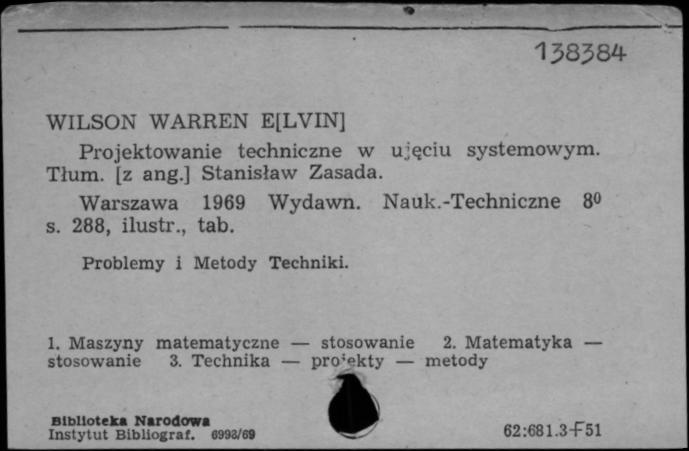 138384
WILSON WARREN E[LVIN]
Projektowanie techniczne w ujęciu systemowym.
Tłum. [z ang.] Stanisław Zasada.
Warszawa 1969 Wydawn. Nauk.-Techniczne 8⁰
s. 288, ilustr., tab.
Problemy i Metody Techniki.
1. Maszyny matematyczne — stosowanie 2. Matematyka —
stosowanie 3. Technika — projekty — metody
Biblioteka Narodowa
Instytut Bibliograf. 6993/69
62:681.3+F51